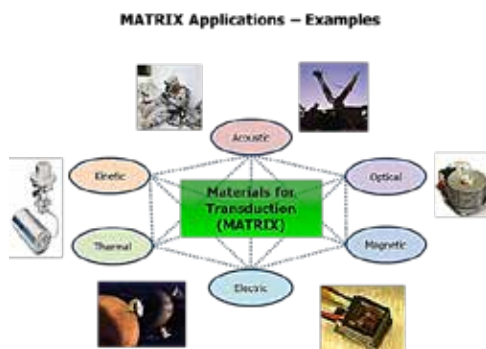 MATRIX Applications – Examples
Acoustic
Kinetic
Optical
Materials for
Transduction
(MATRIX)
Thermal
Magnetic
Electric